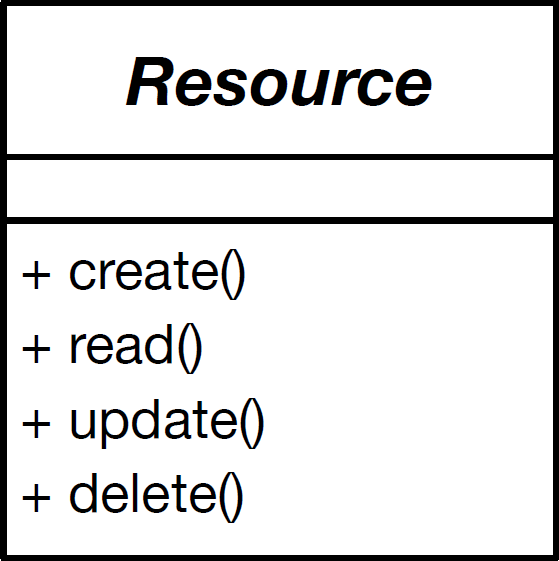 Resource
+ create()
+ read()
+ update()
+ delete()